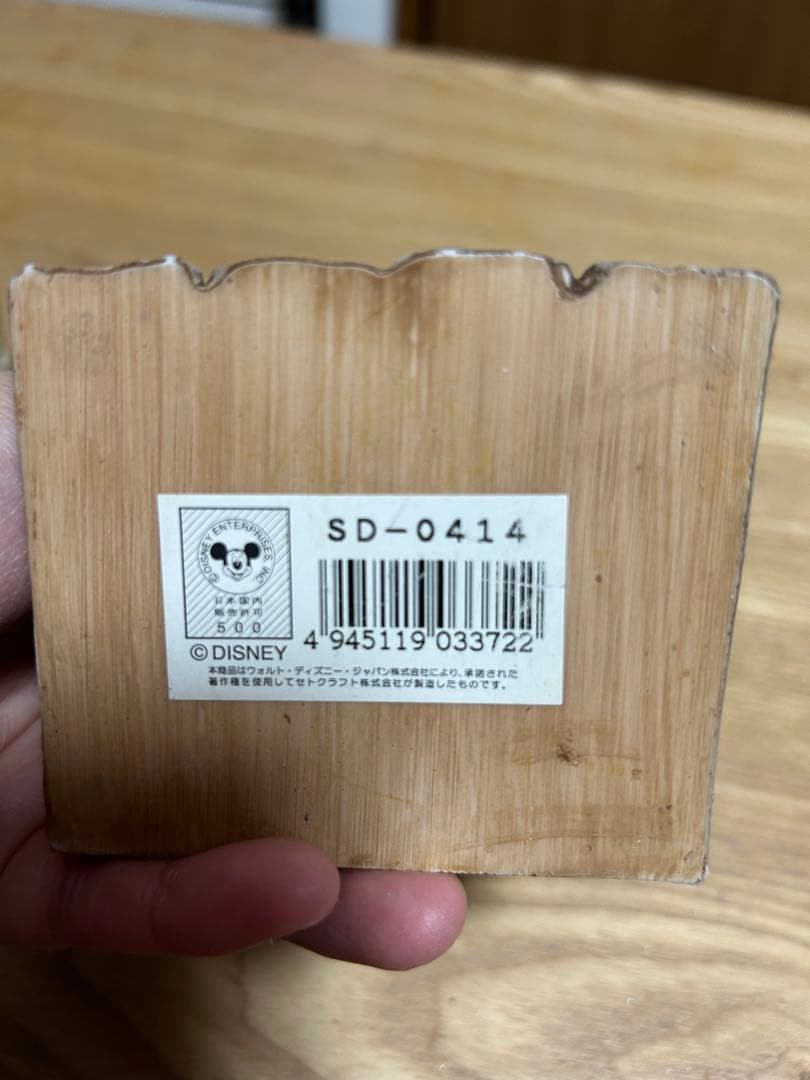 SD-0414
©DISNEY ENTERPRISES, INC.
日本国内
販売許可
500
4 945119 033722
©DISNEY
本商品はウォルト・ディズニー・ジャパン株式会社により、承諾された
著作権を使用してセトクラフト株式会社が製造したものです。